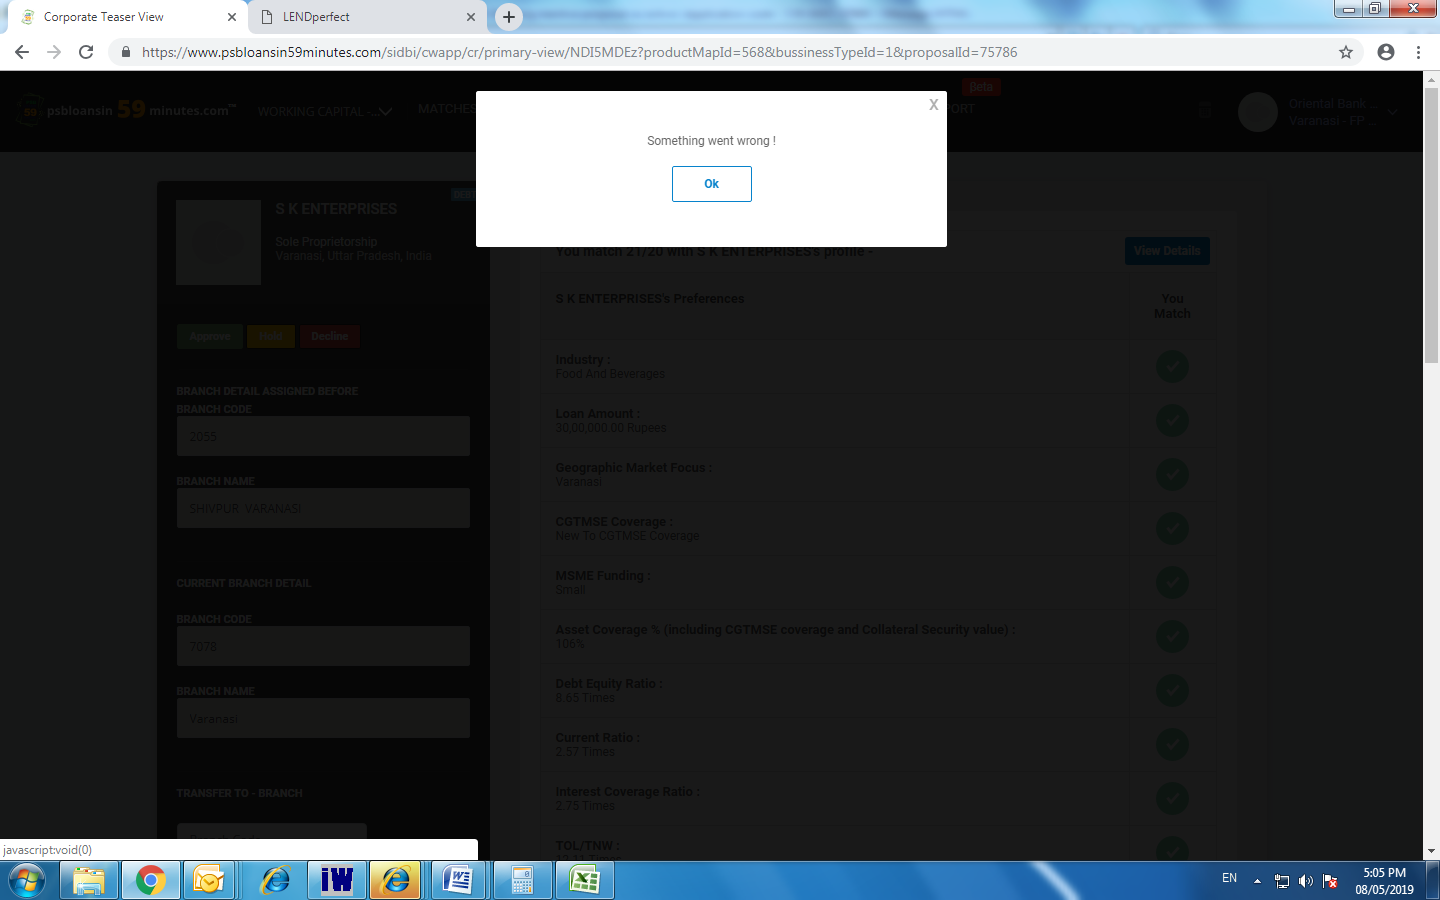 Corporate Teaser View
LENDperfect
https://www.psbloansin59minutes.com/sidbi/cwapp/cr/primary-view/NDI5MDEz?productMapId=568&bussinessTypeId=1&proposalId=75786
psbloansin 59 minutes.com™
WORKING CAPITAL -...
MATCHES
beta
PORT
Oriental Bank ...
Varanasi - FP ...
X
Something went wrong !
Ok
S K ENTERPRISES
Sole Proprietorship
Varanasi, Uttar Pradesh, India
Approve
Hold
Decline
BRANCH DETAIL ASSIGNED BEFORE
BRANCH CODE
2055
BRANCH NAME
SHIVPUR VARANASI
CURRENT BRANCH DETAIL
BRANCH CODE
7078
BRANCH NAME
Varanasi
TRANSFER TO - BRANCH
Branch Code
You match 21/20 with S K ENTERPRISES's profile -
View Details
S K ENTERPRISES's Preferences
You
Match
Industry :
Food And Beverages
Loan Amount :
30,00,000.00 Rupees
Geographic Market Focus :
Varanasi
CGTMSE Coverage :
New To CGTMSE Coverage
MSME Funding :
Small
Asset Coverage % (including CGTMSE coverage and Collateral Security value) :
106%
Debt Equity Ratio :
8.65 Times
Current Ratio :
2.57 Times
Interest Coverage Ratio :
2.75 Times
TOL/TNW :
javascript:void(0)
EN
5:05 PM
08/05/2019